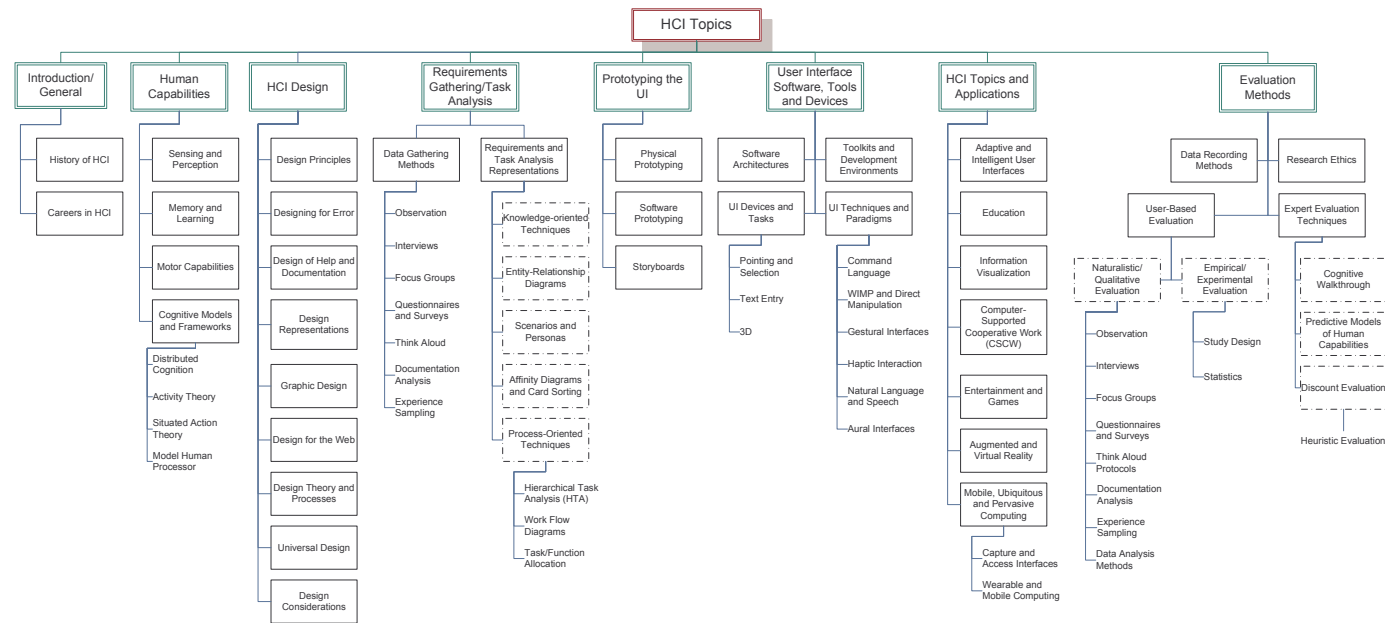 HCI Topics
Introduction/
General
History of HCI
Careers in HCI
Human
Capabilities
Sensing and
Perception
Memory and
Learning
Motor Capabilities
Cognitive Models
and Frameworks
Distributed
Cognition
Activity Theory
Situated Action
Theory
Model Human
Processor
HCI Design
Design Principles
Designing for Error
Design of Help and
Documentation
Design
Representations
Graphic Design
Design for the Web
Design Theory and
Processes
Universal Design
Design
Considerations
Requirements
Gathering/Task
Analysis
Data Gathering
Methods
Observation
Interviews
Focus Groups
Questionnaires
and Surveys
Think Aloud
Documentation
Analysis
Experience
Sampling
Requirements and
Task Analysis
Representations
Knowledge-oriented
Techniques
Entity-Relationship
Diagrams
Scenarios and
Personas
Affinity Diagrams
and Card Sorting
Process-Oriented
Techniques
Hierarchical Task
Analysis (HTA)
Work Flow
Diagrams
Task/Function
Allocation
Prototyping the
UI
Physical
Prototyping
Software
Prototyping
Storyboards
User Interface
Software, Tools
and Devices
Software
Architectures
Toolkits and
Development
Environments
UI Devices and
Tasks
Pointing and
Selection
Text Entry
3D
UI Techniques and
Paradigms
Command
Language
WIMP and Direct
Manipulation
Gestural Interfaces
Haptic Interaction
Natural Language
and Speech
Aural Interfaces
HCI Topics and
Applications
Adaptive and
Intelligent User
Interfaces
Education
Information
Visualization
Computer-
Supported
Cooperative Work
(CSCW)
Entertainment and
Games
Augmented and
Virtual Reality
Mobile, Ubiquitous
and Pervasive
Computing
Capture and
Access Interfaces
Wearable and
Mobile Computing
Evaluation
Methods
Data Recording
Methods
Research Ethics
User-Based
Evaluation
Naturalistic/
Qualitative
Evaluation
Observation
Interviews
Focus Groups
Questionnaires
and Surveys
Think Aloud
Protocols
Documentation
Analysis
Experience
Sampling
Data Analysis
Methods
Empirical/
Experimental
Evaluation
Study Design
Statistics
Expert Evaluation
Techniques
Cognitive
Walkthrough
Predictive Models
of Human
Capabilities
Discount Evaluation
Heuristic Evaluation